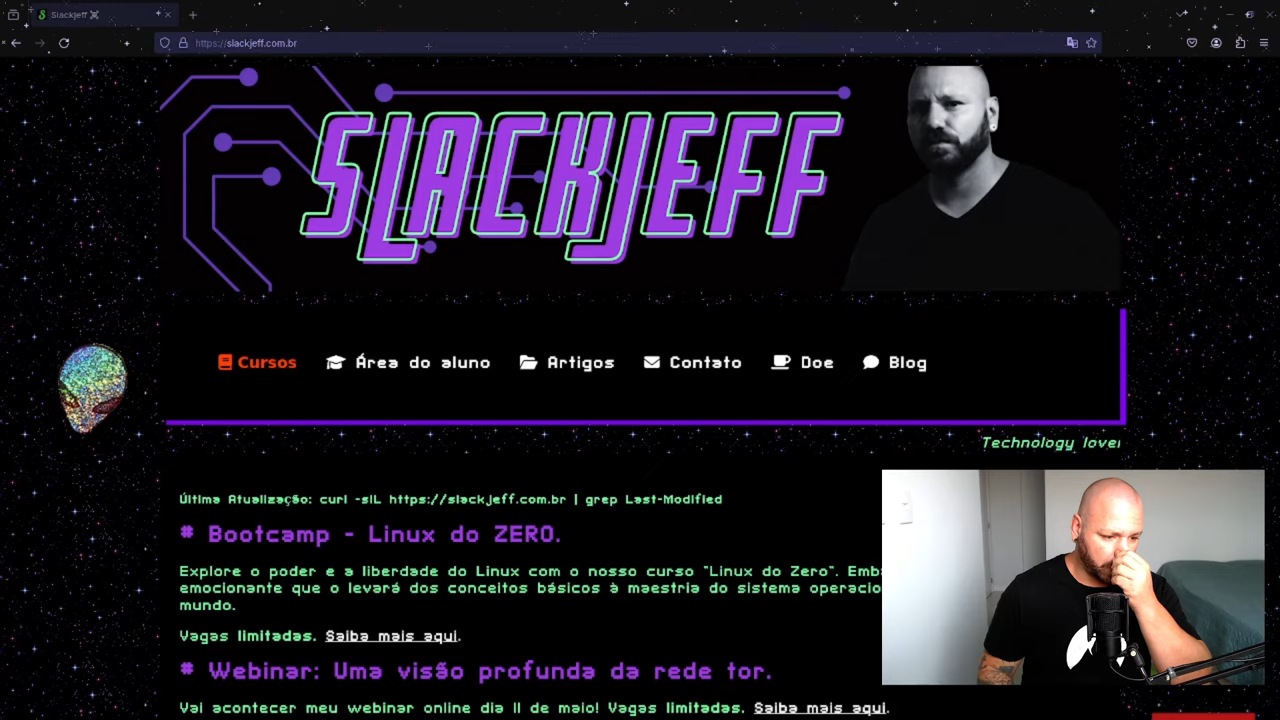 Slackjeff
https://slackjeff.com.br
SLACKJEFF
Cursos
Área do aluno
Artigos
Contato
Doe
Blog
Technology lover
Última Atualização: curl -siL https://slackjeff.com.br | grep Last-Modified
# Bootcamp - Linux do ZERO.
Explore o poder e a liberdade do Linux com o nosso curso "Linux do Zero".
emocionante que o levará dos conceitos básicos à maestria do sistema
mundo.
Vagas limitadas. Saiba mais aqui.
# Webinar: Uma visão profunda da rede tor.
Vai acontecer meu webinar online dia 11 de maio! Vagas limitadas. Saiba mais aqui.